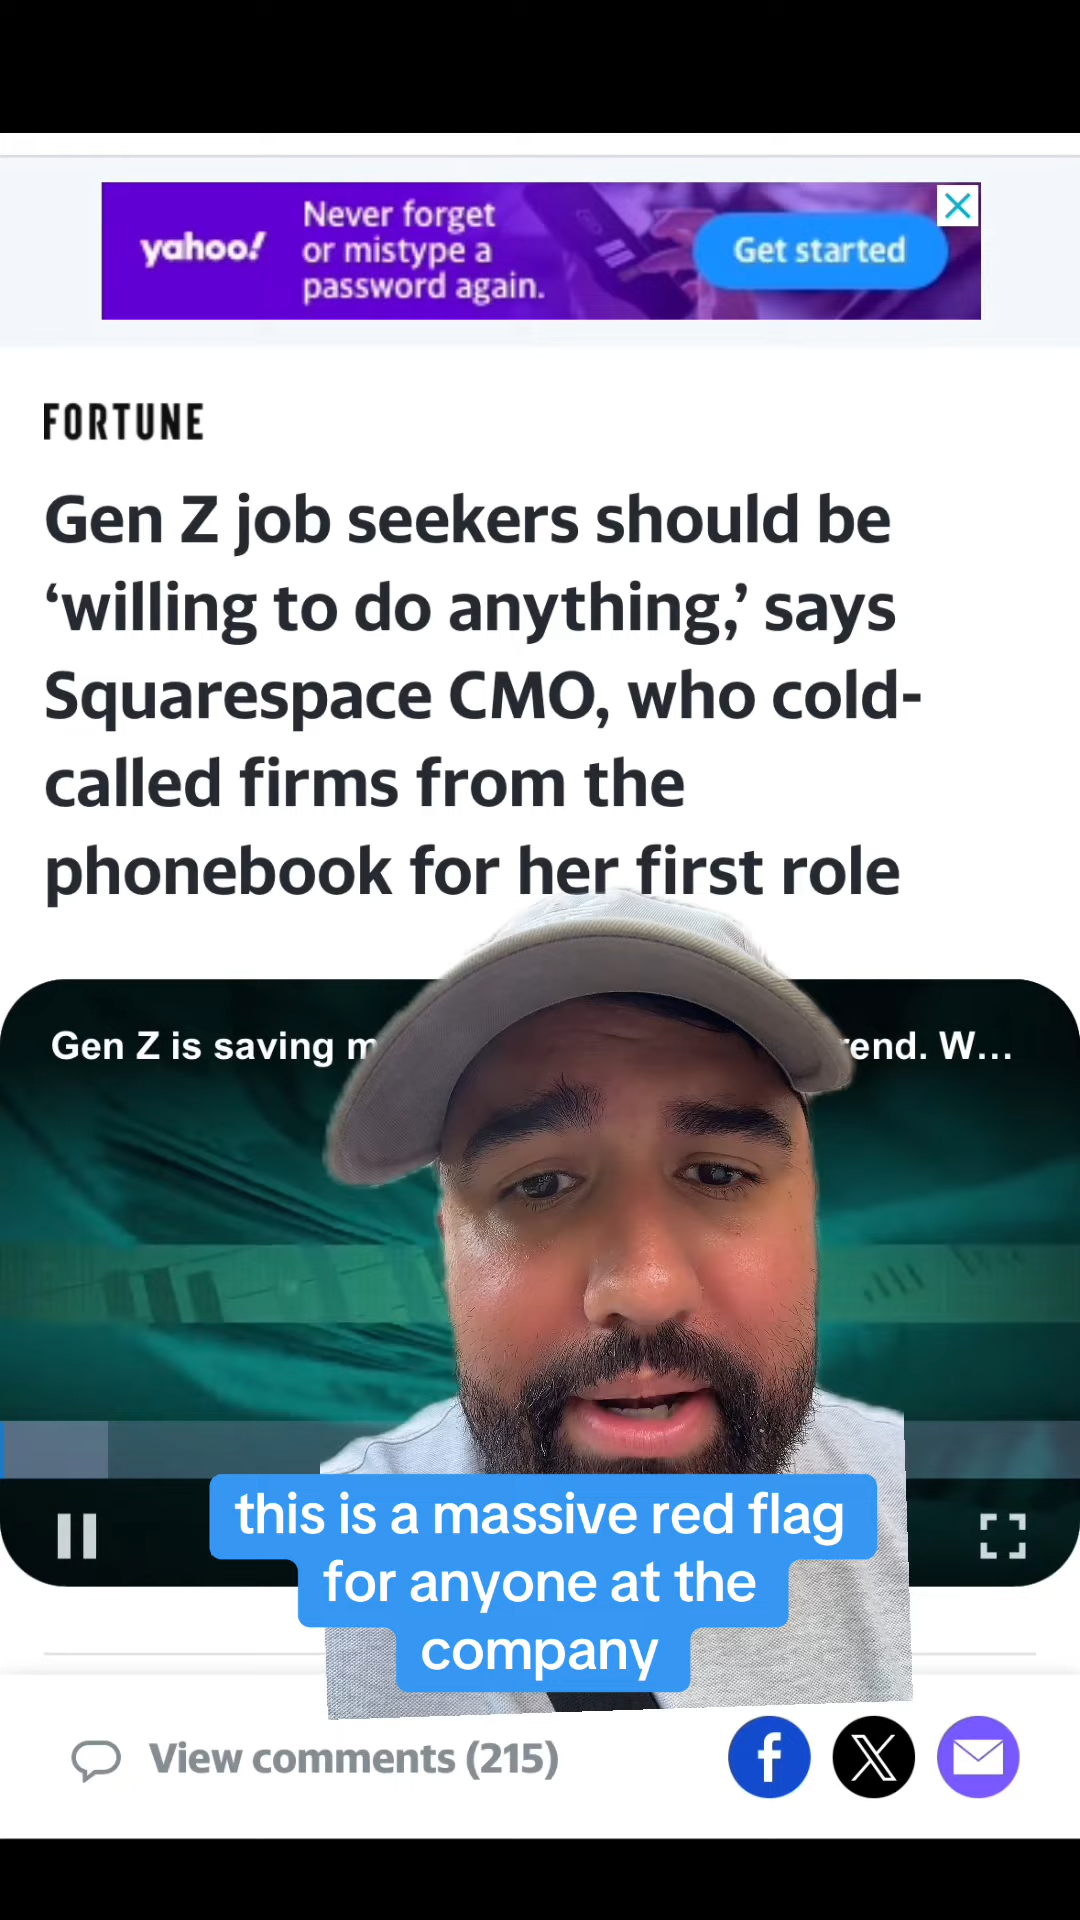 yahoo!
Never forget
or mistype a
password again.
Get started
FORTUNE
Gen Z job seekers should be
‘willing to do anything,’ says
Squarespace CMO, who cold-
called firms from the
phonebook for her first role
Gen Z is saving W...
this is a massive red flag
for anyone at the
company
View comments (215)
f
X